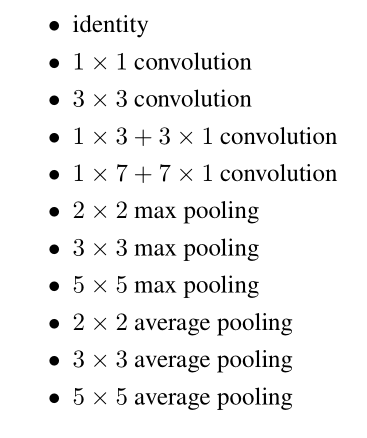 • identity
• 1 × 1 convolution
• 3 × 3 convolution
• 1 × 3 + 3 × 1 convolution
• 1 × 7 + 7 × 1 convolution
• 2 × 2 max pooling
• 3 × 3 max pooling
• 5 × 5 max pooling
• 2 × 2 average pooling
• 3 × 3 average pooling
• 5 × 5 average pooling